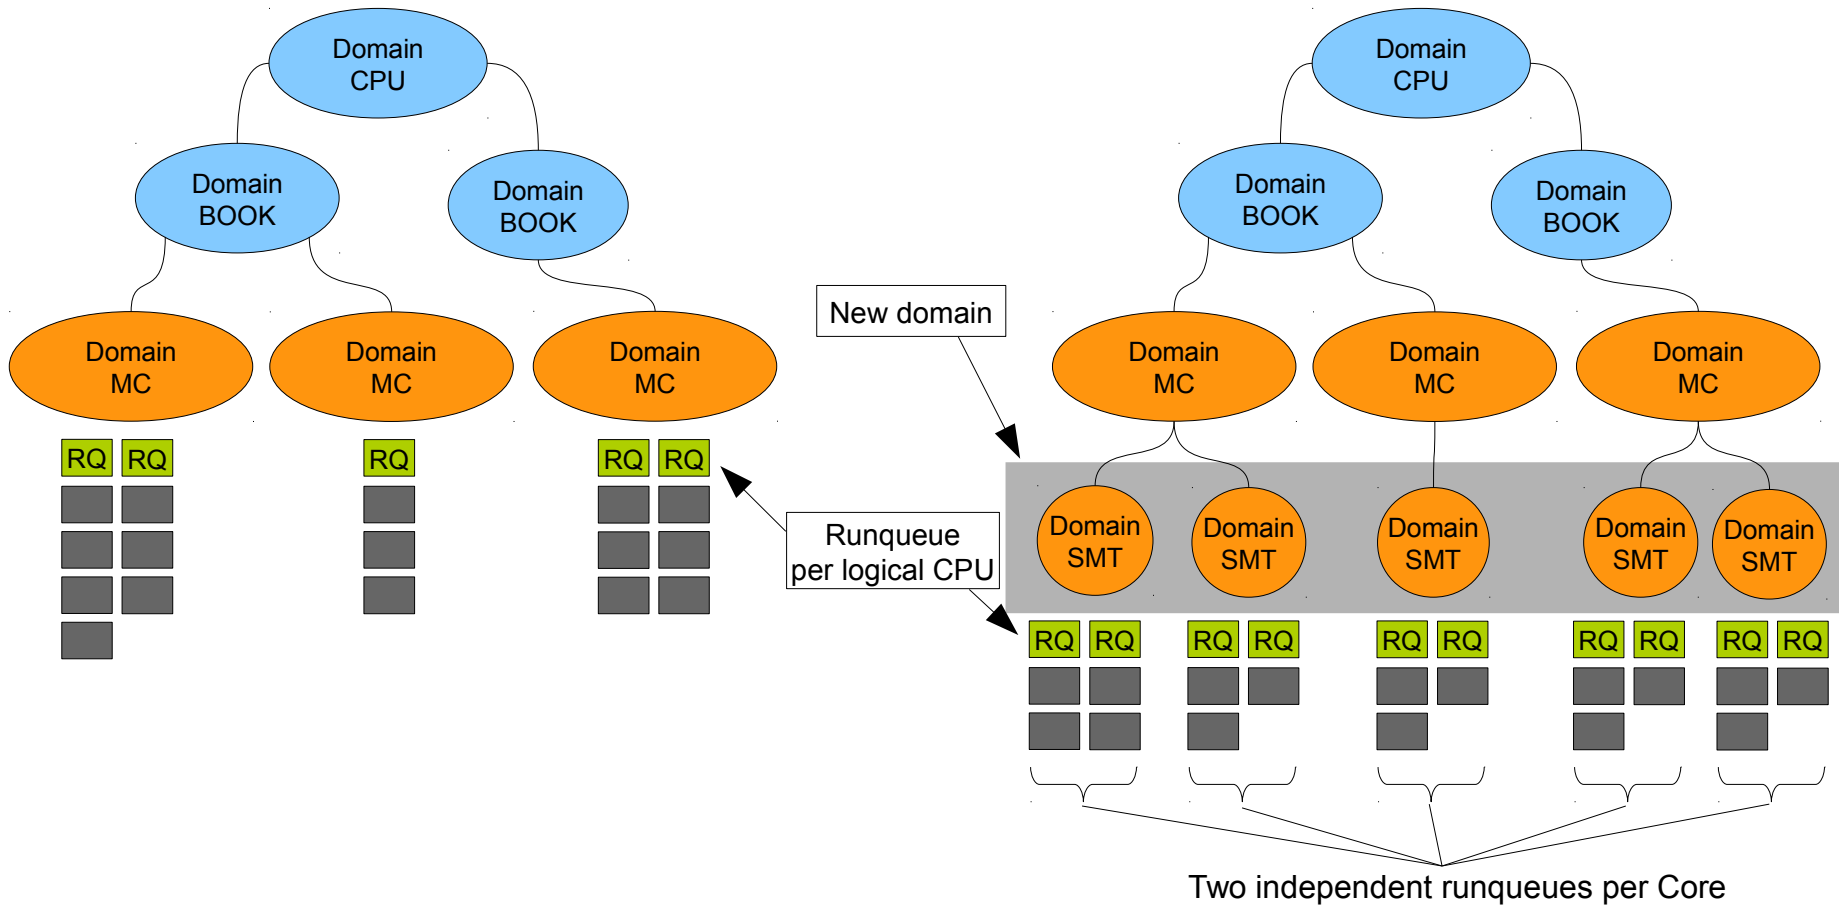 Domain
CPU
Domain
CPU
Domain
BOOK
Domain
BOOK
Domain
BOOK
Domain
BOOK
New domain
Domain
MC
Domain
MC
Domain
MC
Domain
MC
Domain
MC
Domain
MC
RQ RQ RQ RQ RQ
Runqueue
per logical CPU
Domain
SMT
Domain
SMT
Domain
SMT
Domain
SMT
Domain
SMT
RQ RQ RQ RQ RQ RQ RQ RQ RQ RQ
Two independent runqueues per Core